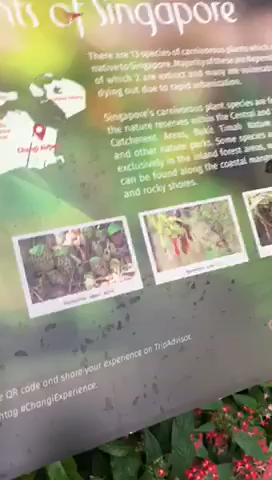 nts of Singapore
There are 13 species of carnivorous plants which
native to Singapore. Majority of these are
of which 2 are extinct and many are
dying out due to rapid urbanisation.
Changi Airport
Singapore's carnivorous plant species are
the nature reserves within the Central
Catchment Areas, Bukit Timah
and other nature parks. Some species
exclusively in the inland forest areas,
can be found along the coastal
and rocky shores.
e QR code and share your experience on TripAdvisor.
htag #ChangiExperience.